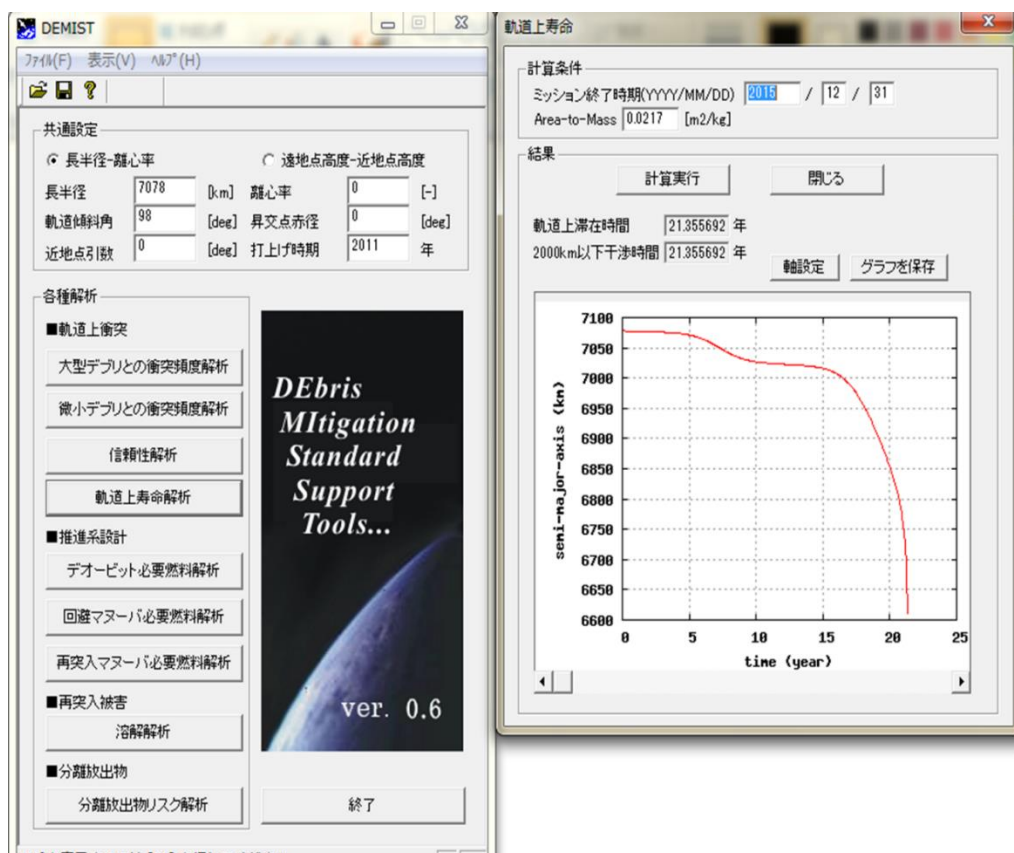 DEMIST
ファイル(F) 表示(V) ヘルプ(H)
共通設定
長半径-離心率 遠地点高度-近地点高度
長半径 7078 [km] 離心率 0 [-]
軌道傾斜角 98 [deg] 昇交点赤径 0 [deg]
近地点引数 0 [deg] 打上げ時期 2011 年
各種解析
■軌道上衝突
大型デブリとの衝突頻度解析
微小デブリとの衝突頻度解析
信頼性解析
軌道上寿命解析
■推進系設計
デオービット必要燃料解析
回避マヌーバ必要燃料解析
再突入マヌーバ必要燃料解析
■再突入被害
溶解解析
■分離放出物
分離放出物リスク解析
DEbris
MItigation
Standard
Support
Tools...
ver. 0.6
終了
軌道上寿命
計算条件
ミッション終了時期(YYYY/MM/DD) 2015 / 12 / 31
Area-to-Mass 0.0217 [m2/kg]
結果
計算実行 閉じる
軌道上滞在時間 21.355692 年
2000km以下干渉時間 21.355692 年
軸設定 グラフを保存
semi-major-axis (km)
7100
7050
7000
6950
6900
6850
6800
6750
6700
6650
6600
0 5 10 15 20 25
time (year)